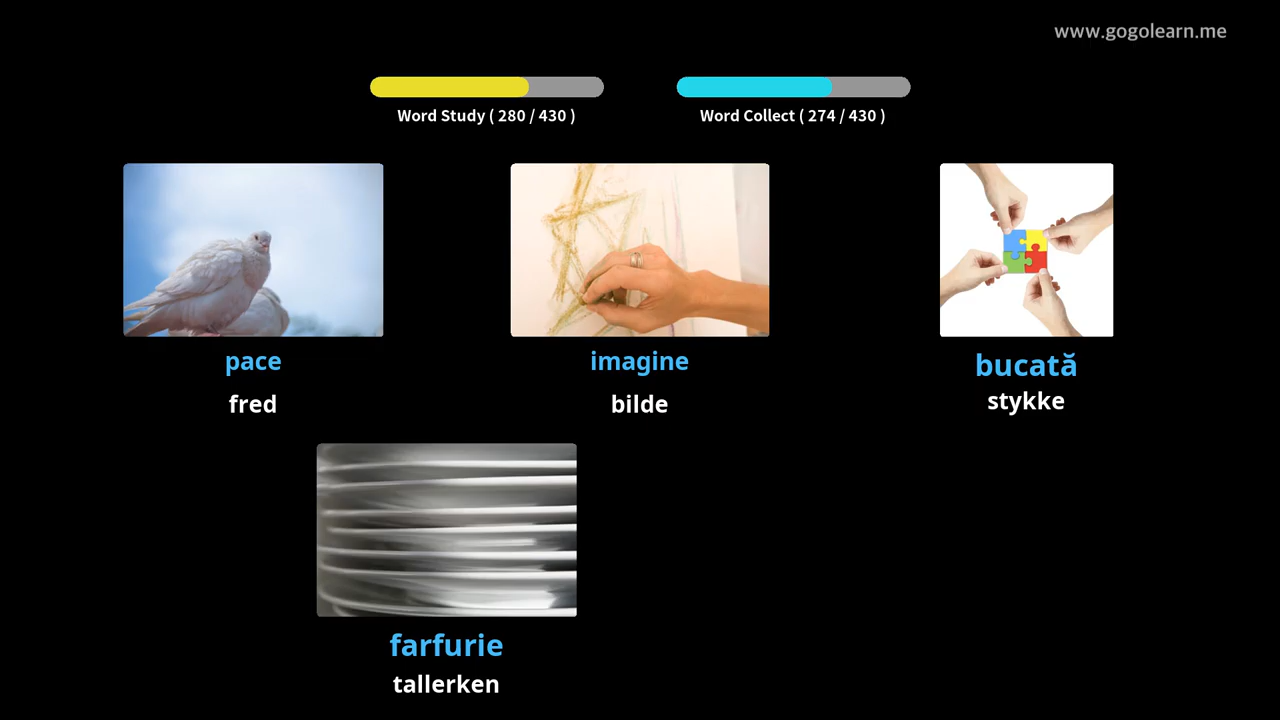 www.gogolearn.me
Word Study ( 280 / 430 )
Word Collect ( 274 / 430 )
pace
imagine
bucată
fred
bilde
stykke
farfurie
tallerken